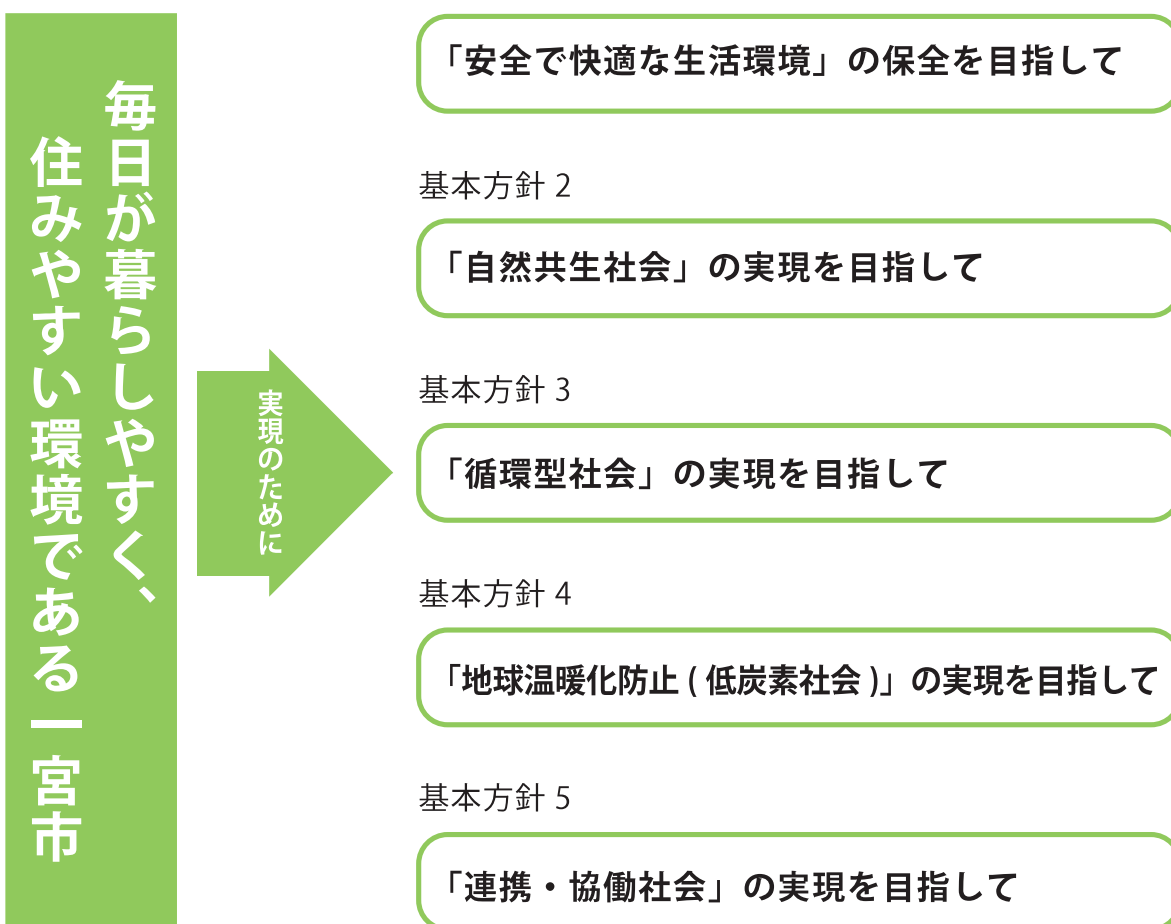 毎日が暮らしやすく、
住みやすい環境である一宮市
実現のために
「安全で快適な生活環境」の保全を目指して
基本方針 2
「自然共生社会」の実現を目指して
基本方針 3
「循環型社会」の実現を目指して
基本方針 4
「地球温暖化防止 ( 低炭素社会 )」の実現を目指して
基本方針 5
「連携・協働社会」の実現を目指して